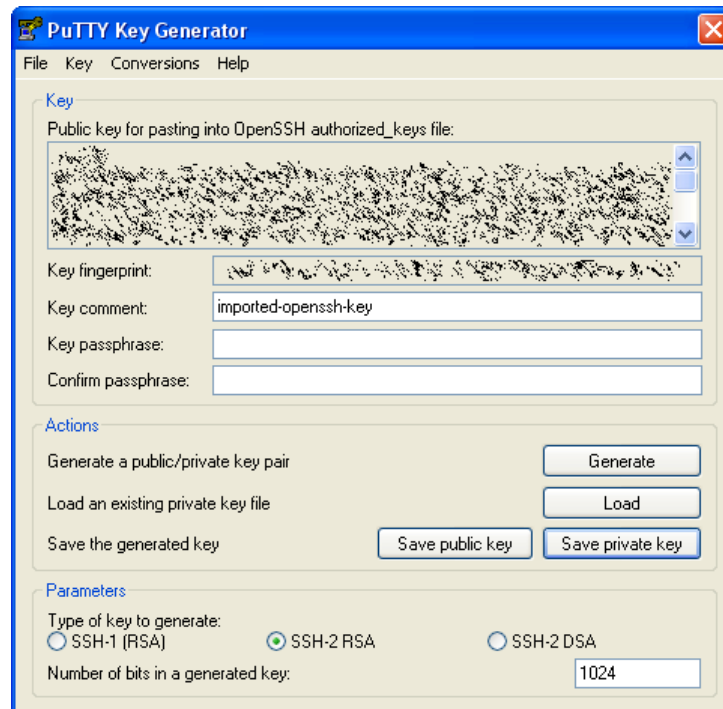 PuTTY Key Generator
File Key Conversions Help
Key
Public key for pasting into OpenSSH authorized_keys file:
Key fingerprint:
Key comment: imported-openssh-key
Key passphrase:
Confirm passphrase:
Actions
Generate a public/private key pair Generate
Load an existing private key file Load
Save the generated key Save public key Save private key
Parameters
Type of key to generate:
SSH-1 (RSA) SSH-2 RSA SSH-2 DSA
Number of bits in a generated key: 1024